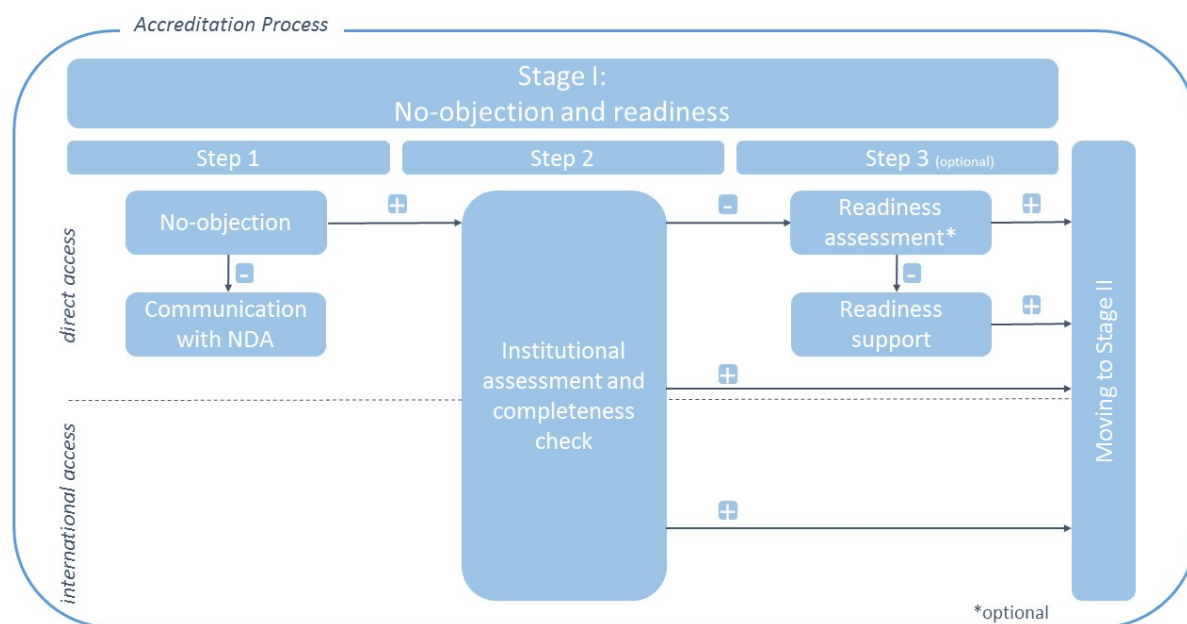 Accreditation Process
Stage I:
No-objection and readiness
Step 1
Step 2
Step 3 (optional)
direct access
No-objection
+
-
Communication
with NDA
Institutional
assessment and
completeness
check
-
Readiness
assessment*
+
-
Readiness
support
+
+
international access
+
Moving to Stage II
*optional